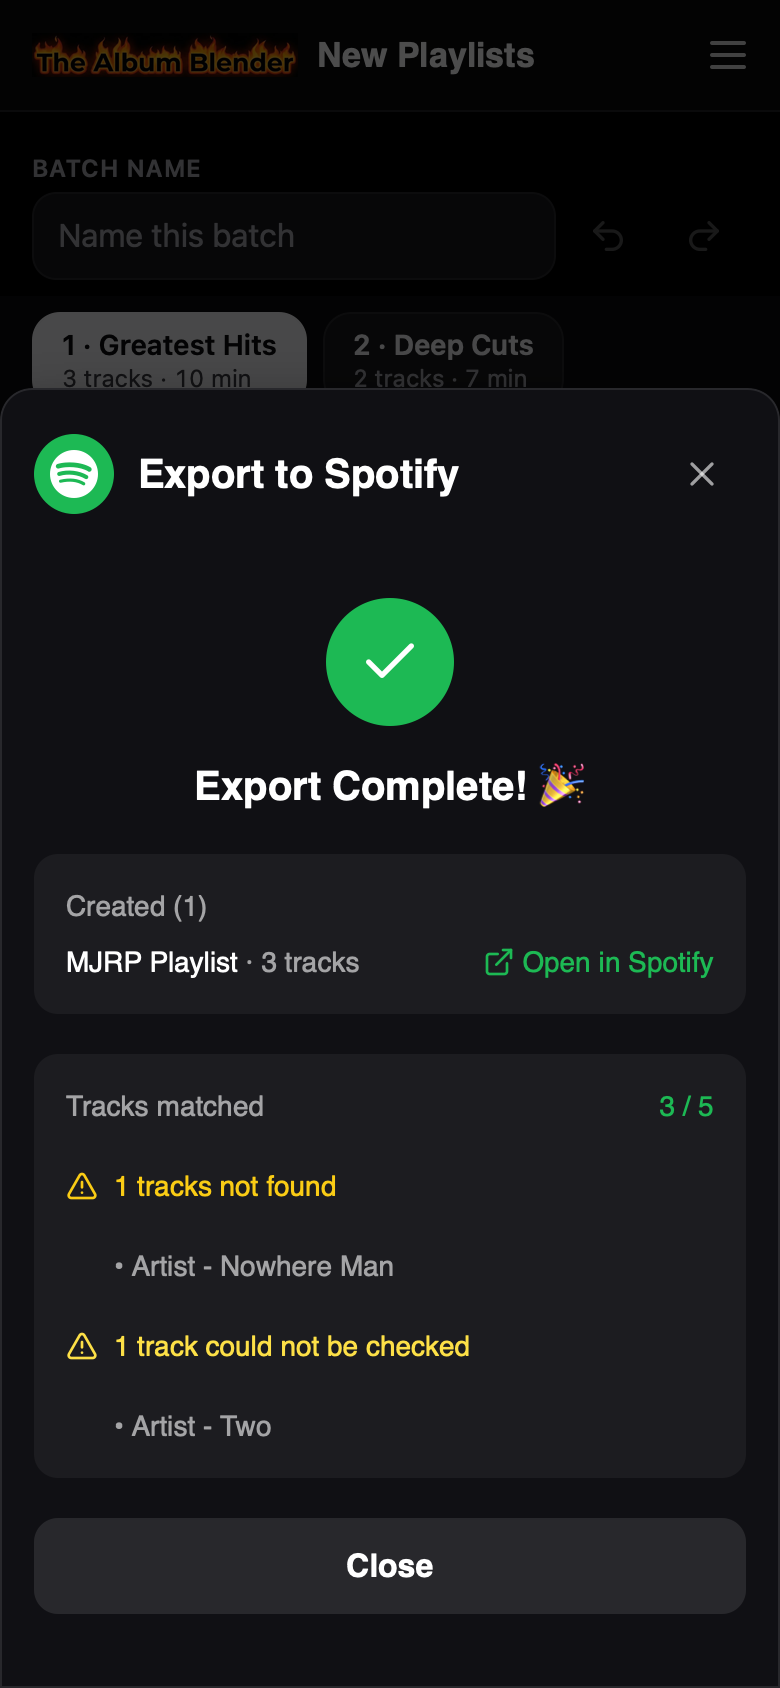 The Album Blender New Playlists
BATCH NAME
Name this batch
1 · Greatest Hits
3 tracks · 10 min
2 · Deep Cuts
2 tracks · 7 min
Export to Spotify
Export Complete! 🎉
Created (1)
MJRP Playlist · 3 tracks Open in Spotify
Tracks matched 3 / 5
1 tracks not found
• Artist - Nowhere Man
1 track could not be checked
• Artist - Two
Close